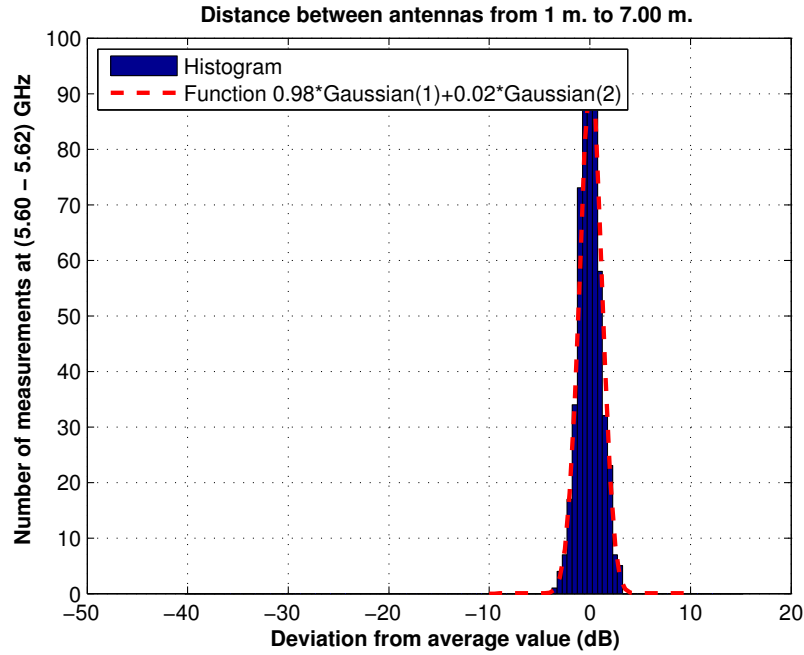 Distance between antennas from 1 m. to 7.00 m.
Number of measurements at (5.60 − 5.62) GHz
100
90
80
70
60
50
40
30
20
10
0
Histogram
Function 0.98*Gaussian(1)+0.02*Gaussian(2)
−50 −40 −30 −20 −10 0 10 20
Deviation from average value (dB)